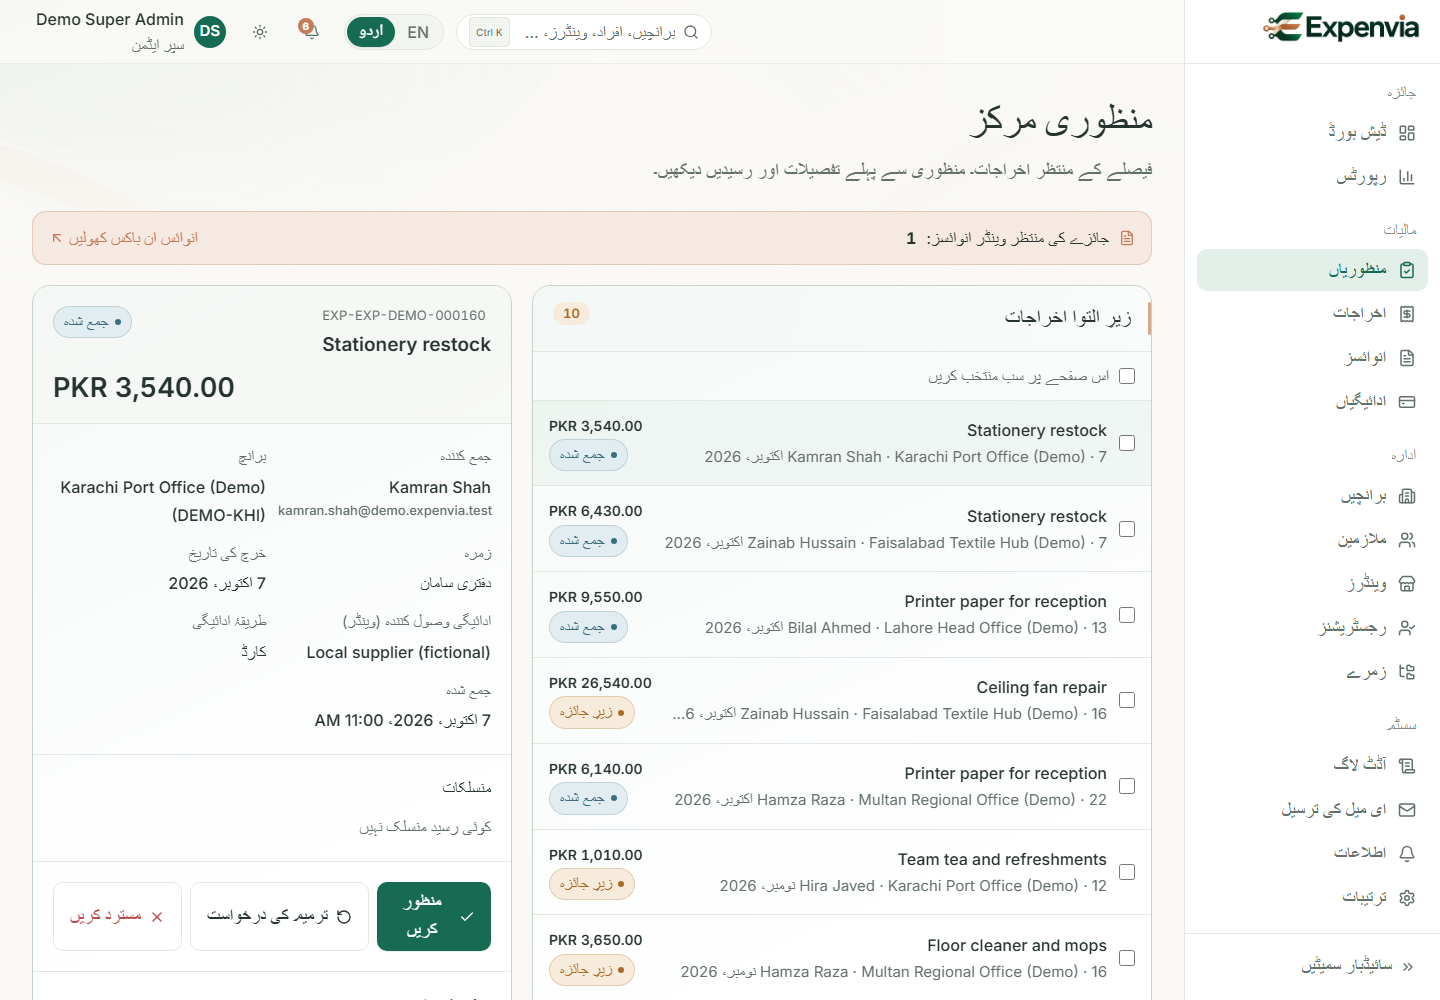 Expenvia
برانچیں، افراد، وینڈرز، ...
Ctrl K
EN
اردو
6
DS
Demo Super Admin
سپر ایڈمن
جائزہ
ڈیش بورڈ
رپورٹس
مالیات
منظوریاں
اخراجات
انوائسز
ادائیگیاں
ادارہ
برانچیں
ملازمین
وینڈرز
رجسٹریشنز
زمرے
سسٹم
آڈٹ لاگ
ای میل کی ترسیل
اطلاعات
ترتیبات
سائیڈبار سمیٹیں
منظوری مرکز
فیصلے کے منتظر اخراجات۔ منظوری سے پہلے تفصیلات اور رسیدیں دیکھیں۔
جائزے کی منتظر وینڈر انوائسز: 1
انوائس ان باکس کھولیں
زیرِ التوا اخراجات
10
اس صفحے پر سب منتخب کریں
Stationery restock
PKR 3,540.00
Kamran Shah · Karachi Port Office (Demo) · 7 اکتوبر، 2026
جمع شدہ
Stationery restock
PKR 6,430.00
Zainab Hussain · Faisalabad Textile Hub (Demo) · 7 اکتوبر، 2026
جمع شدہ
Printer paper for reception
PKR 9,550.00
Bilal Ahmed · Lahore Head Office (Demo) · 13 اکتوبر، 2026
جمع شدہ
Ceiling fan repair
PKR 26,540.00
Zainab Hussain · Faisalabad Textile Hub (Demo) · 16 اکتوبر، 6...
زیرِ جائزہ
Printer paper for reception
PKR 6,140.00
Hamza Raza · Multan Regional Office (Demo) · 22 اکتوبر، 2026
جمع شدہ
Team tea and refreshments
PKR 1,010.00
Hira Javed · Karachi Port Office (Demo) · 12 نومبر، 2026
زیرِ جائزہ
Floor cleaner and mops
PKR 3,650.00
Hamza Raza · Multan Regional Office (Demo) · 16 نومبر، 2026
زیرِ جائزہ
EXP-EXP-DEMO-000160
جمع شدہ
Stationery restock
PKR 3,540.00
جمع کنندہ
Kamran Shah
kamran.shah@demo.expenvia.test
برانچ
Karachi Port Office (Demo)
(DEMO-KHI)
زمرہ
دفتری سامان
خرچ کی تاریخ
7 اکتوبر، 2026
ادائیگی وصول کنندہ (وینڈر)
Local supplier (fictional)
طریقۂ ادائیگی
کارڈ
جمع شدہ
7 اکتوبر، 2026، 11:00 AM
منسلکات
کوئی رسید منسلک نہیں
منظور
کریں
ترمیم کی درخواست
مسترد کریں